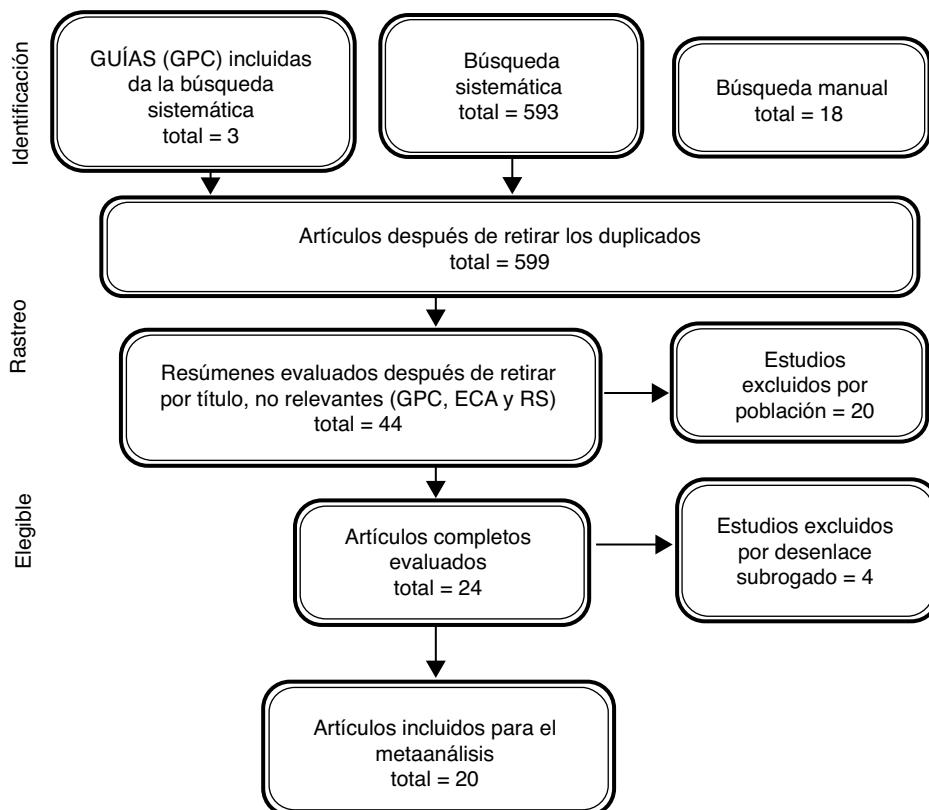 Identificación
GUÍAS (GPC) incluidas
da la búsqueda
sistemática
total = 3
Búsqueda
sistemática
total = 593
Búsqueda manual
total = 18
Artículos después de retirar los duplicados
total = 599
Rastreo
Resúmenes evaluados después de retirar
por título, no relevantes (GPC, ECA y RS)
total = 44
Estudios
excluidos por
población = 20
Elegible
Artículos completos
evaluados
total = 24
Estudios excluidos
por desenlace
subrogado = 4
Artículos incluidos para el
metaanálisis
total = 20